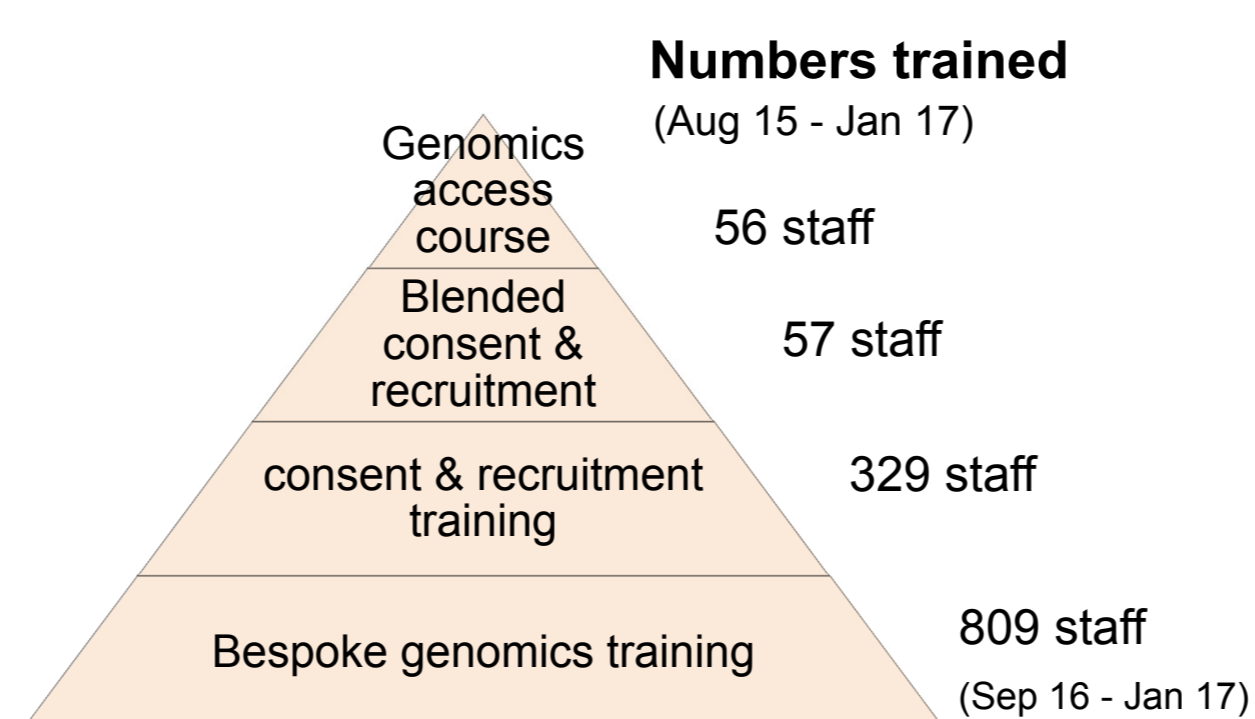 Numbers trained
(Aug 15 - Jan 17)
Genomics
access
course
56 staff
Blended
consent &
recruitment
57 staff
consent & recruitment
training
329 staff
Bespoke genomics training
809 staff
(Sep 16 - Jan 17)